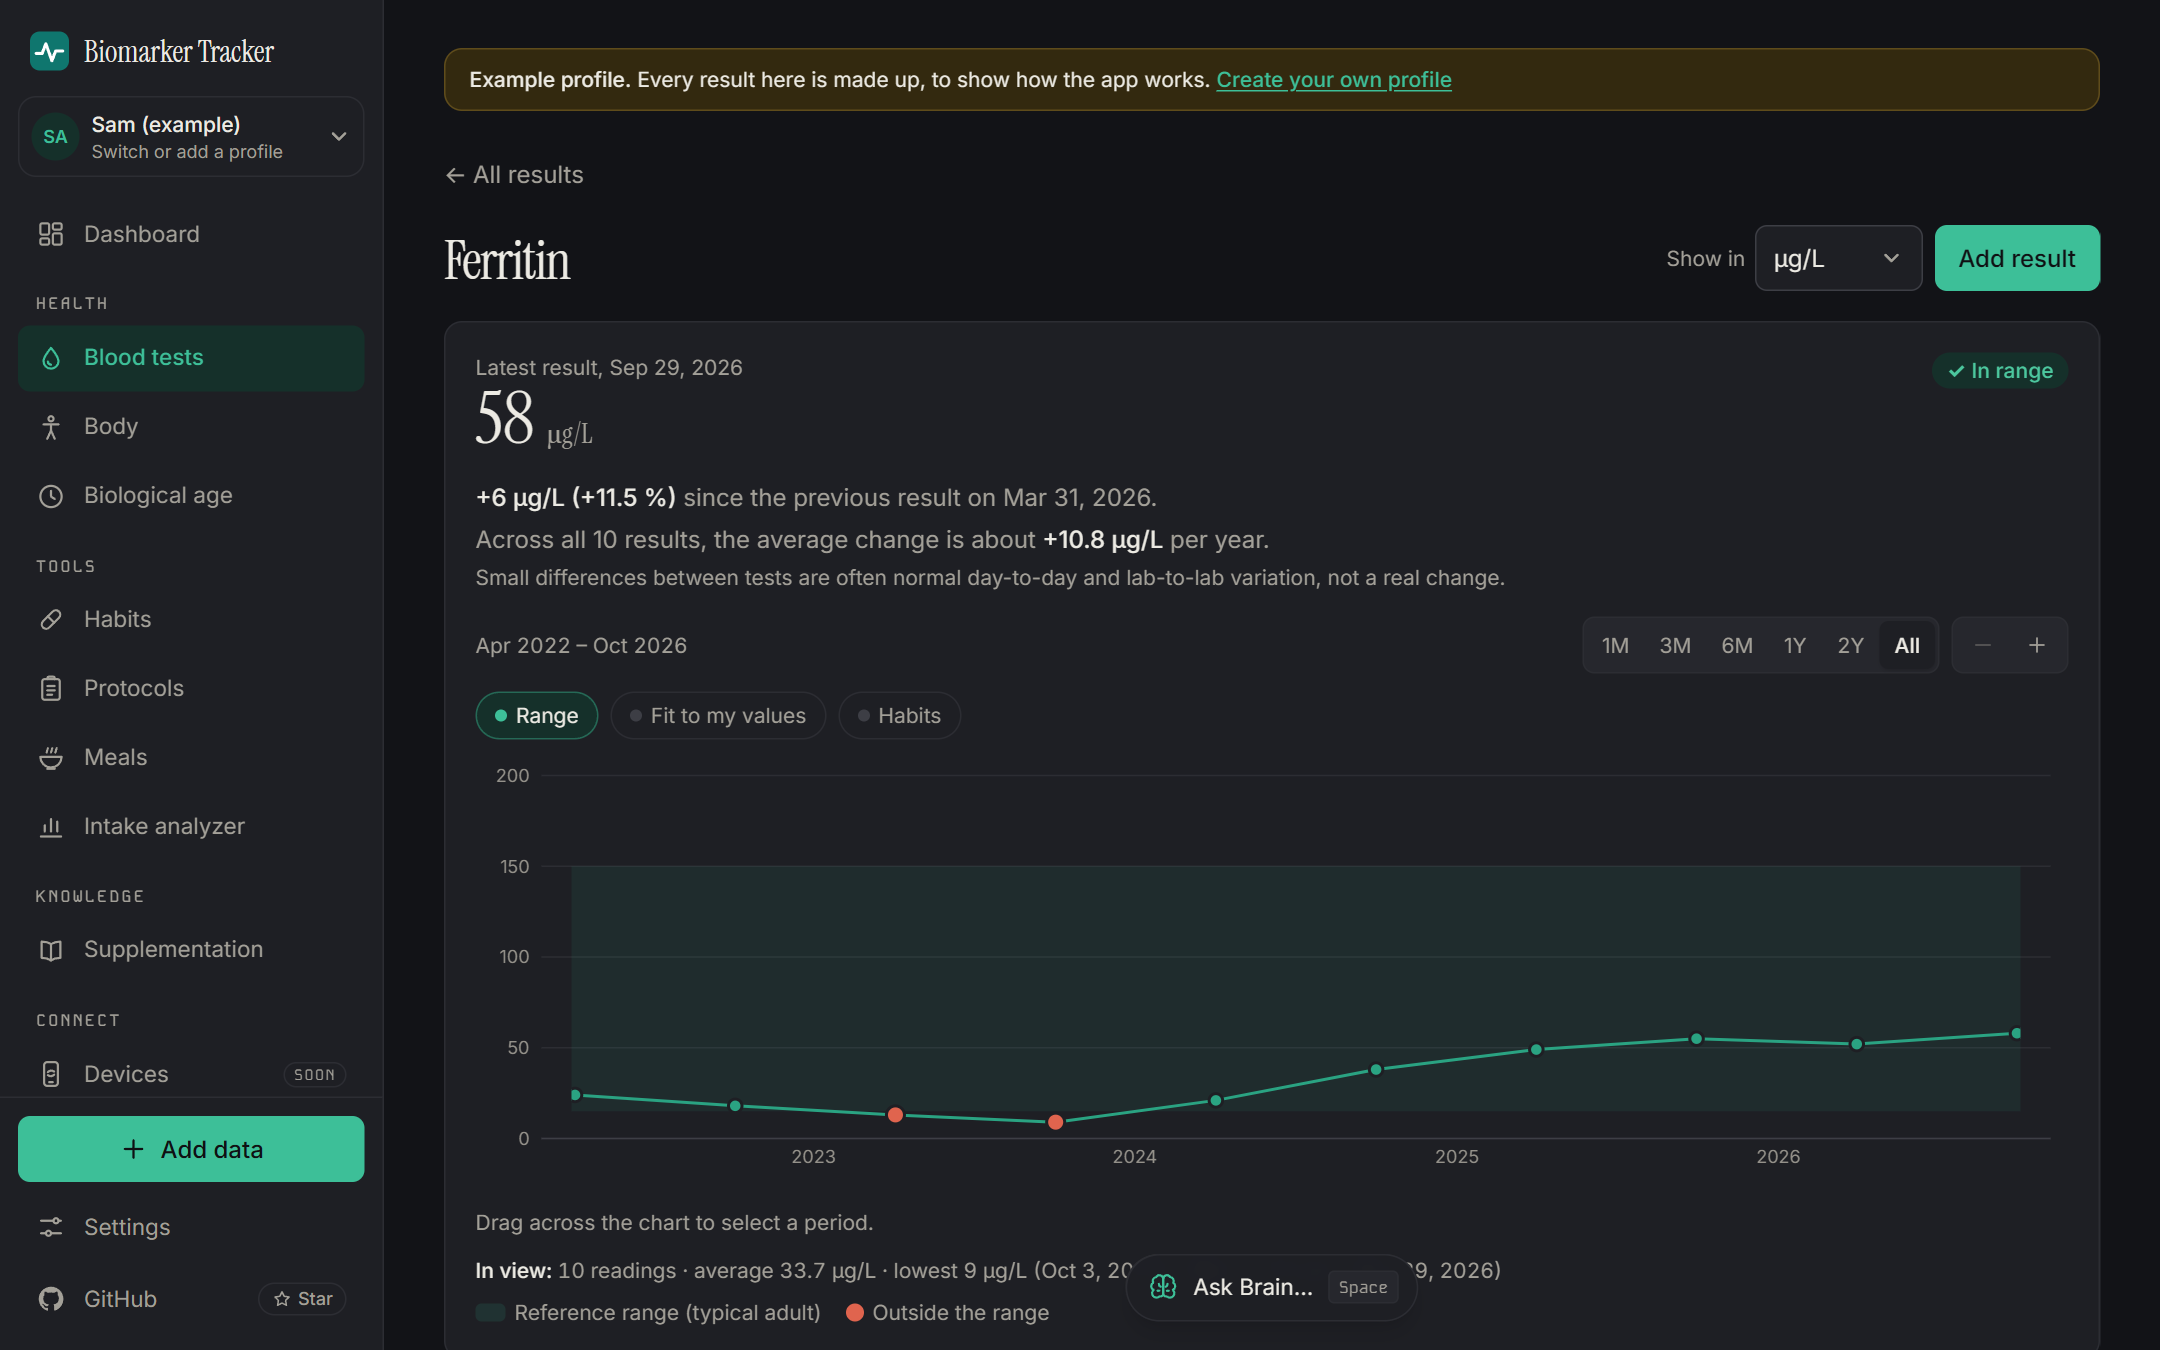 Biomarker Tracker
SA
Sam (example)
Switch or add a profile
Dashboard
HEALTH
Blood tests
Body
Biological age
TOOLS
Habits
Protocols
Meals
Intake analyzer
KNOWLEDGE
Supplementation
CONNECT
Devices SOON
+ Add data
Settings
GitHub Star
Example profile. Every result here is made up, to show how the app works. Create your own profile
← All results
Ferritin
Show in µg/L Add result
Latest result, Sep 29, 2026
In range
58 µg/L
+6 µg/L (+11.5 %) since the previous result on Mar 31, 2026.
Across all 10 results, the average change is about +10.8 µg/L per year.
Small differences between tests are often normal day-to-day and lab-to-lab variation, not a real change.
Apr 2022 – Oct 2026
1M 3M 6M 1Y 2Y All − +
Range Fit to my values Habits
200
150
100
50
0
2023 2024 2025 2026
Drag across the chart to select a period.
In view: 10 readings · average 33.7 µg/L · lowest 9 µg/L (Oct 3, 9, 2026)
Ask Brain... Space
Reference range (typical adult) Outside the range